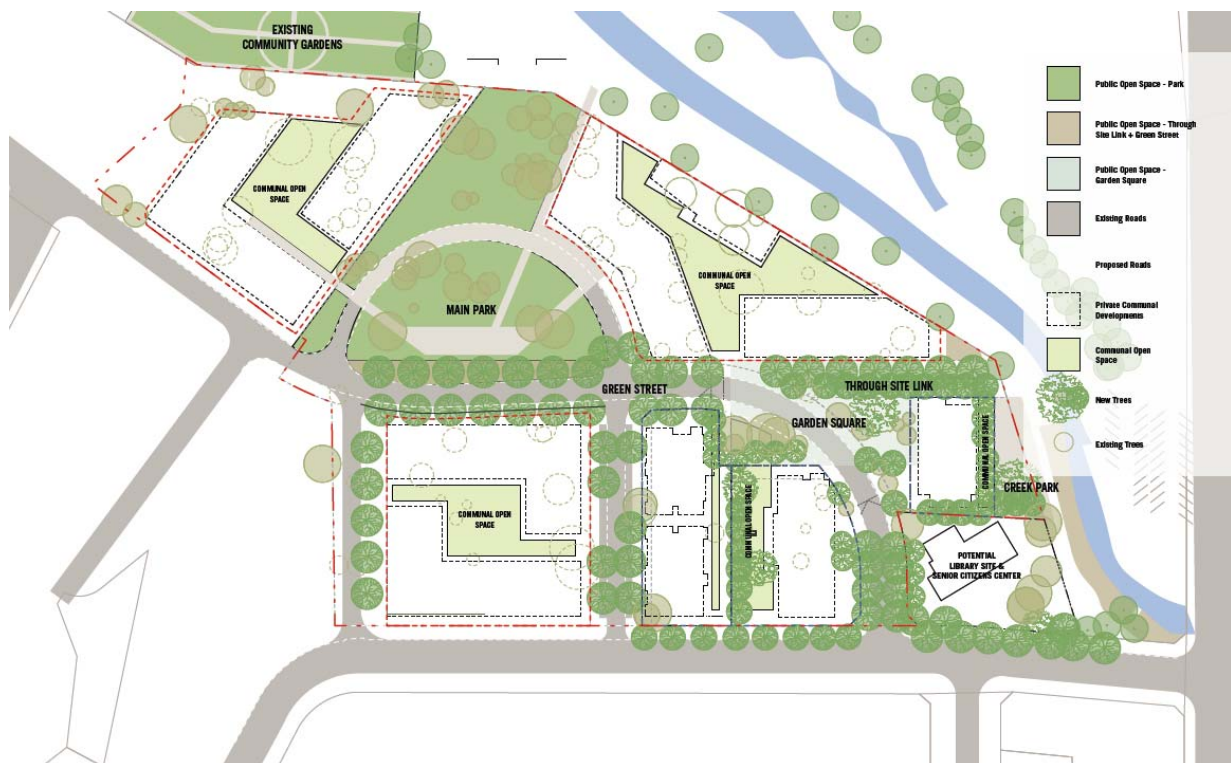 EXISTING
COMMUNITY GARDENS
COMMUNAL OPEN
SPACE
MAIN PARK
COMMUNAL OPEN
SPACE
GREEN STREET
THROUGH SITE LINK
GARDEN SQUARE
COMMUNAL OPEN SPACE
CREEK PARK
COMMUNAL OPEN
SPACE
COMMUNAL OPEN SPACE
POTENTIAL
LIBRARY SITE &
SENIOR CITIZENS CENTER
Public Open Space - Park
Public Open Space - Through
Site Link + Green Street
Public Open Space -
Garden Square
Existing Roads
Proposed Roads
Private Communal
Developments
Communal Open
Space
New Trees
Existing Trees